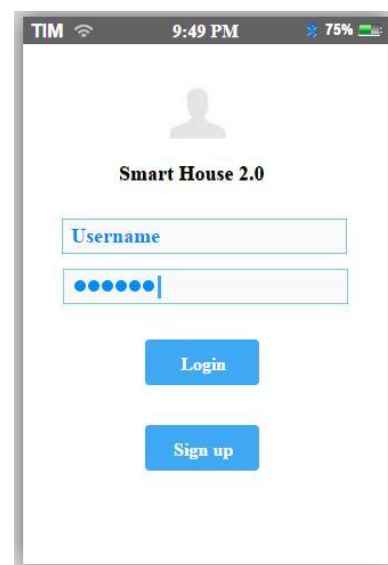 TIM 9:49 PM 75%
Smart House 2.0
Username
●●●●●●
Login
Sign up